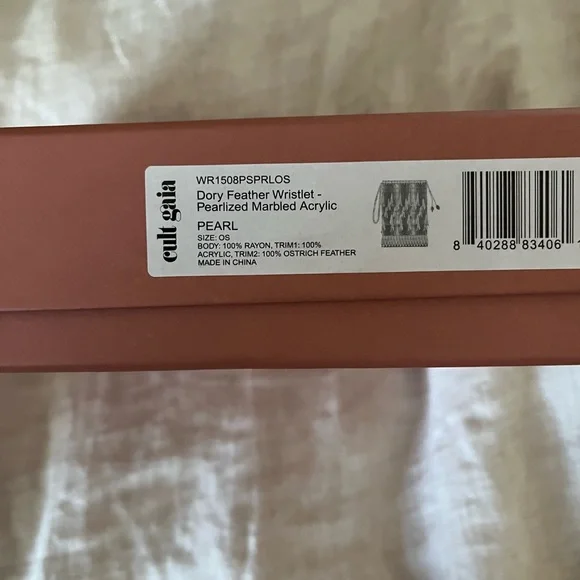 cult gaia
WR1508PSPRLOS
Dory Feather Wristlet -
Pearlized Marbled Acrylic
PEARL
SIZE: OS
BODY: 100% RAYON, TRIM1: 100%
ACRYLIC, TRIM2: 100% OSTRICH FEATHER
MADE IN CHINA
8 40288 83406 1